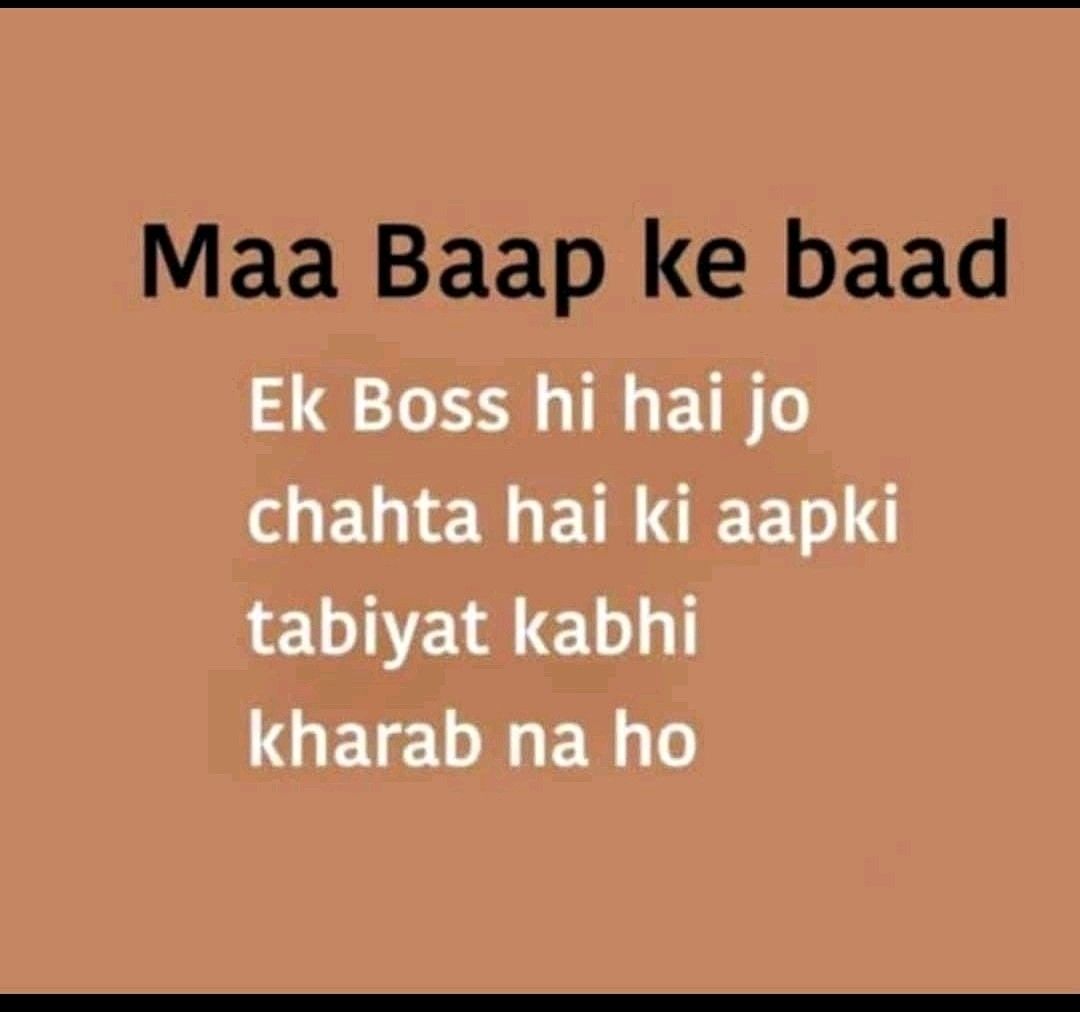 Maa Baap ke baad
Ek Boss hi hai jo
chahta hai ki aapki
tabiyat kabhi
kharab na ho